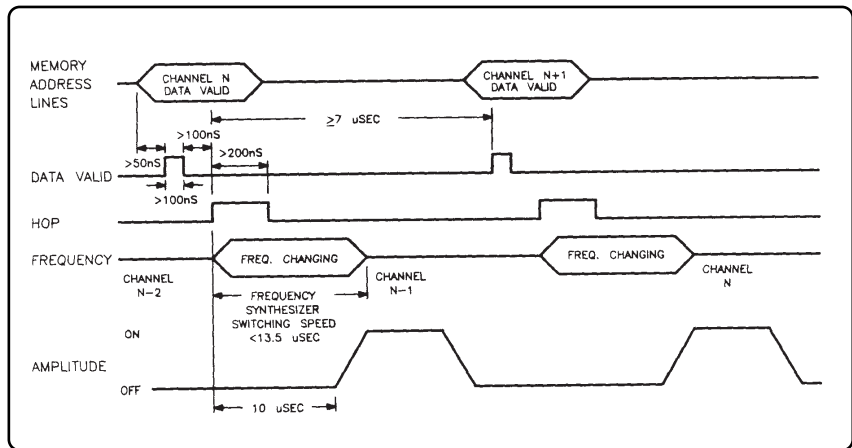 MEMORY
ADDRESS
LINES
CHANNEL N
DATA VALID
CHANNEL N+1
DATA VALID
≥7 uSEC
>100nS
>50nS
>200nS
DATA VALID
>100nS
HOP
FREQUENCY
FREQ. CHANGING
FREQ. CHANGING
CHANNEL
N-2
CHANNEL
N-1
CHANNEL
N
FREQUENCY
SYNTHESIZER
SWITCHING SPEED
<13.5 uSEC
ON
AMPLITUDE
OFF
10 uSEC